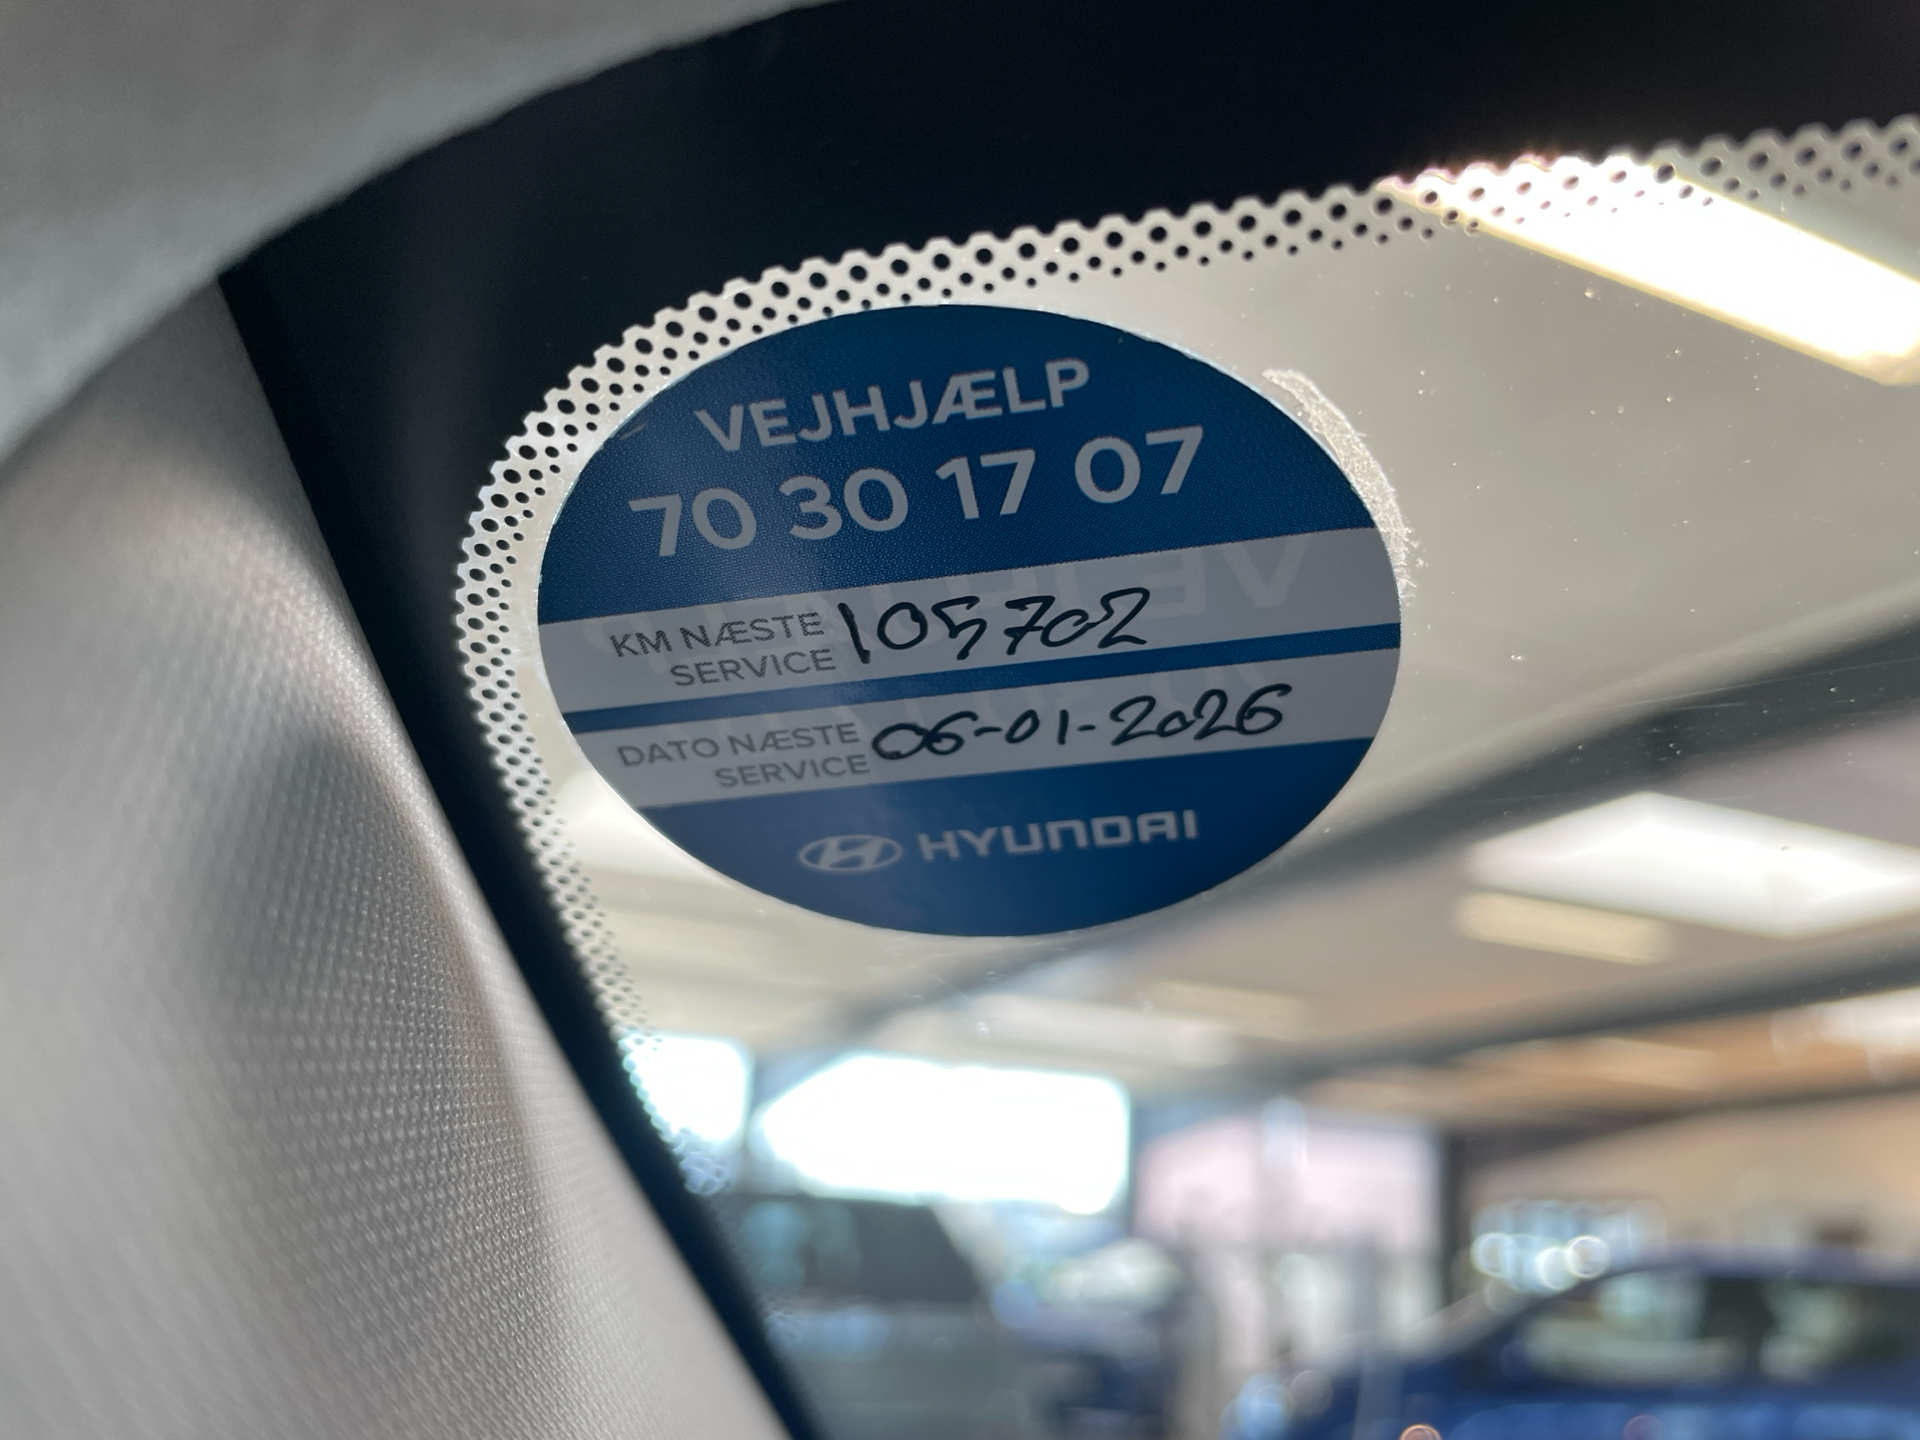 VEJHJÆLP
70 30 17 07
KM NÆSTE SERVICE 105702
DATO NÆSTE SERVICE 06-01-2026
HYUNDAI